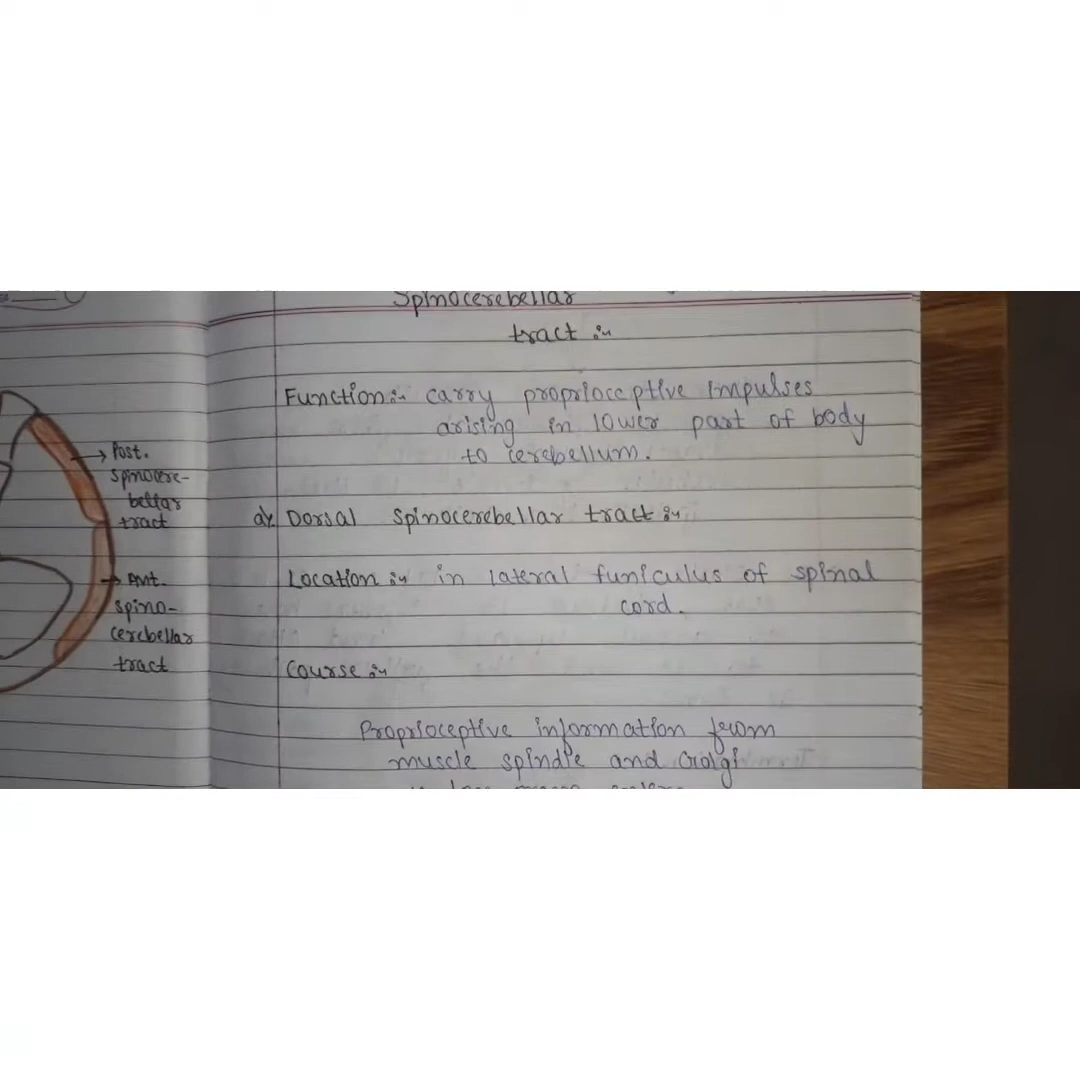 Spinocerebellar
tract :-
Function :- carry proprioceptive impulses
arising in lower part of body
to cerebellum.
a) Dorsal spinocerebellar tract :-
Location :- in lateral funiculus of spinal
cord.
Course :-
Proprioceptive information from
muscle spindle and Golgi
Post.
spinocere-
bellar
tract
Ant.
spino-
cerebellar
tract